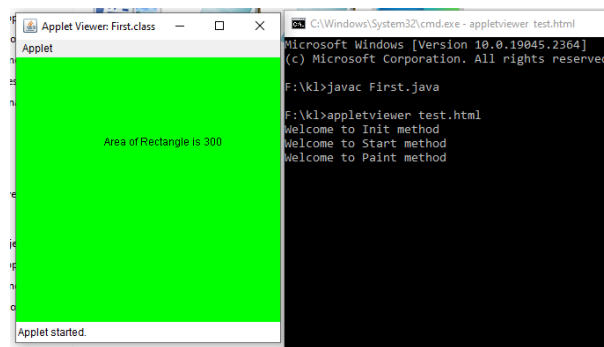 Applet Viewer: First.class
Applet
Area of Rectangle is 300
Applet started.
C:\Windows\System32\cmd.exe - appletviewer test.html
Microsoft Windows [Version 10.0.19045.2364]
(c) Microsoft Corporation. All rights reserved
F:\kl>javac First.java
F:\kl>appletviewer test.html
Welcome to Init method
Welcome to Start method
Welcome to Paint method